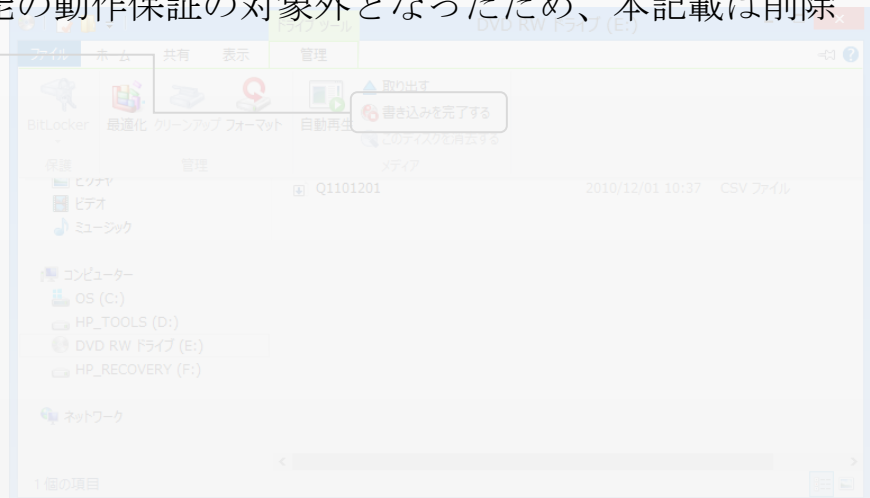 の動作保証の対象外となったため、本記載は削除
ドライブ ツール
DVD RW ドライブ (E:)
ファイル ホーム 共有 表示 管理
BitLocker 最適化 クリーンアップ フォーマット 自動再生
取り出す
書き込みを完了する
このディスクを消去する
保護 管理 メディア
ピクチャ
ビデオ
ミュージック
Q1101201 2010/12/01 10:37 CSV ファイル
コンピューター
OS (C:)
HP_TOOLS (D:)
DVD RW ドライブ (E:)
HP_RECOVERY (F:)
ネットワーク
1 個の項目